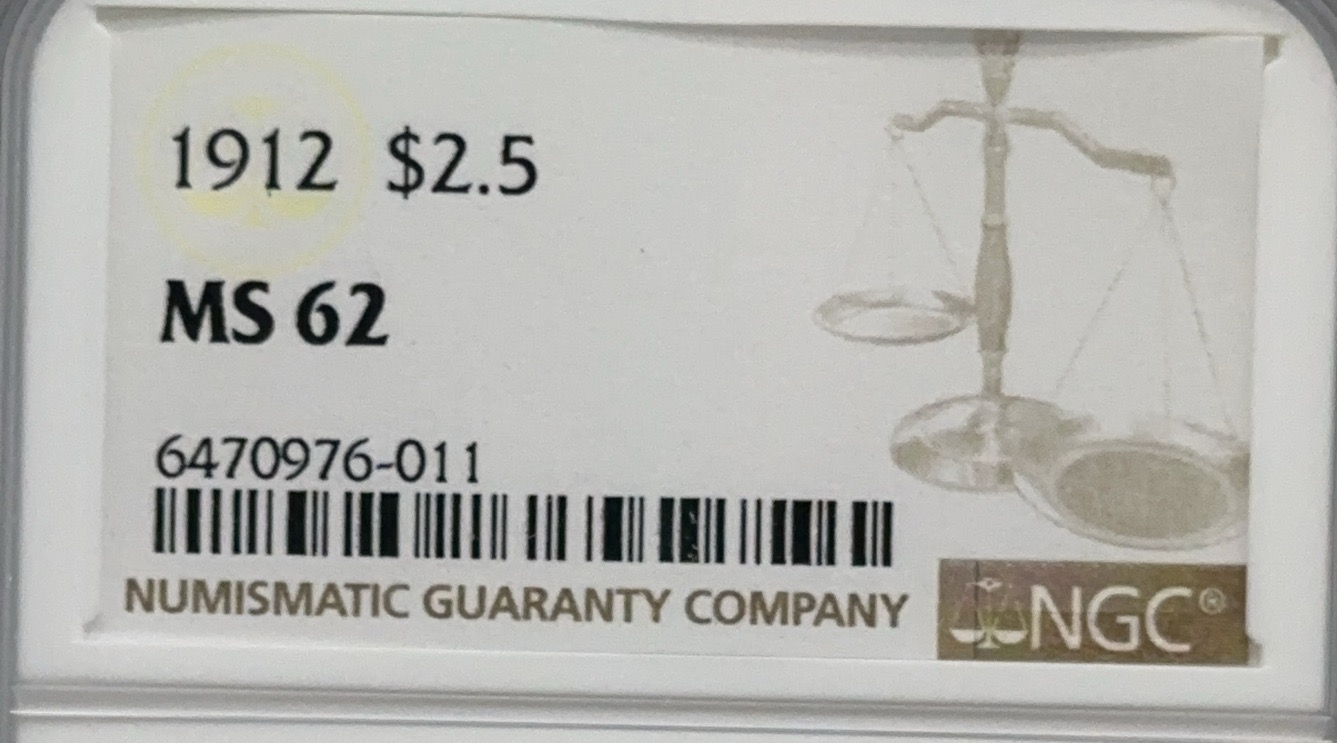 1912 $2.5
MS 62
6470976-011
NUMISMATIC GUARANTY COMPANY
NGC®